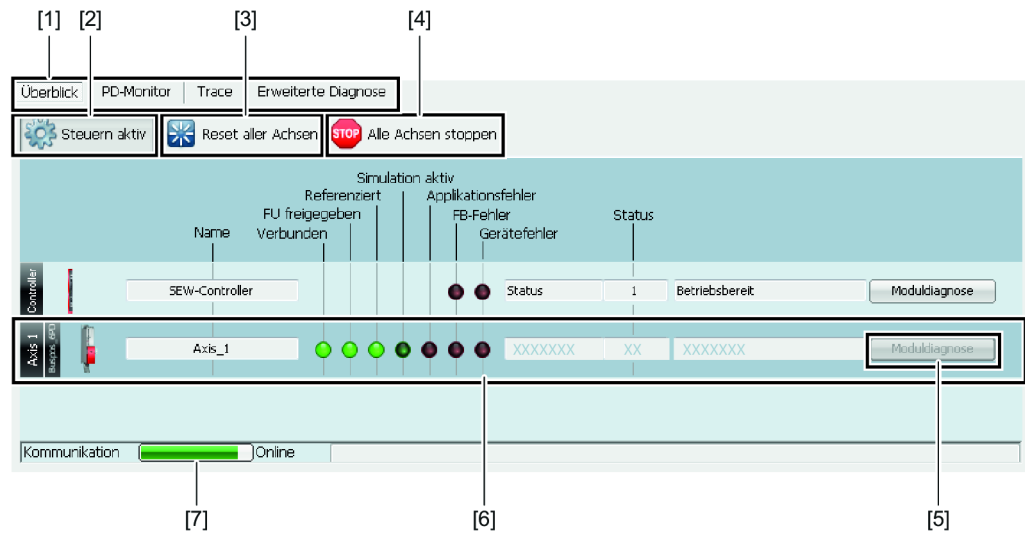 [1] [2] [3] [4]
Überblick PD-Monitor Trace Erweiterte Diagnose
Steuern aktiv Reset aller Achsen STOP Alle Achsen stoppen
Simulation aktiv
Referenziert Applikationsfehler
FU freigegeben FB-Fehler Status
Name Verbunden Gerätefehler
Controller SEW-Controller Status 1 Betriebsbereit Moduldiagnose
Axis 1 Axis_1 XXXXXXX XX XXXXXXX Moduldiagnose
Kommunikation Online
[7] [6] [5]